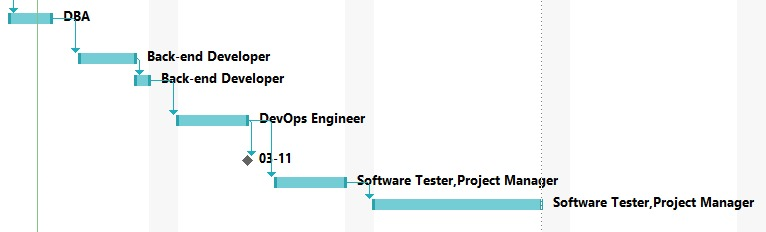 DBA
Back-end Developer
Back-end Developer
DevOps Engineer
03-11
Software Tester,Project Manager
Software Tester,Project Manager